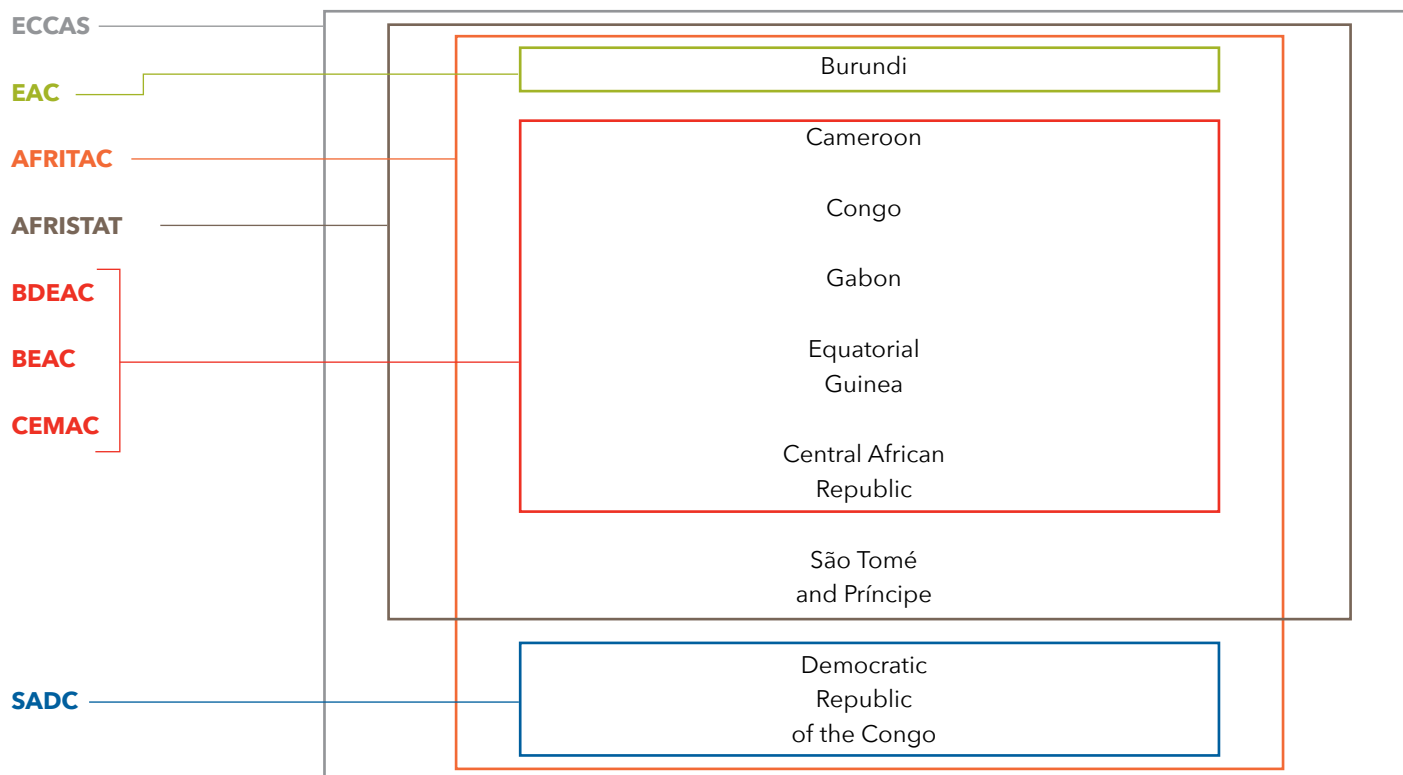 ECCAS
EAC
AFRITAC
AFRISTAT
BDEAC
BEAC
CEMAC
SADC
Burundi
Cameroon
Congo
Gabon
Equatorial
Guinea
Central African
Republic
São Tomé
and Príncipe
Democratic
Republic
of the Congo